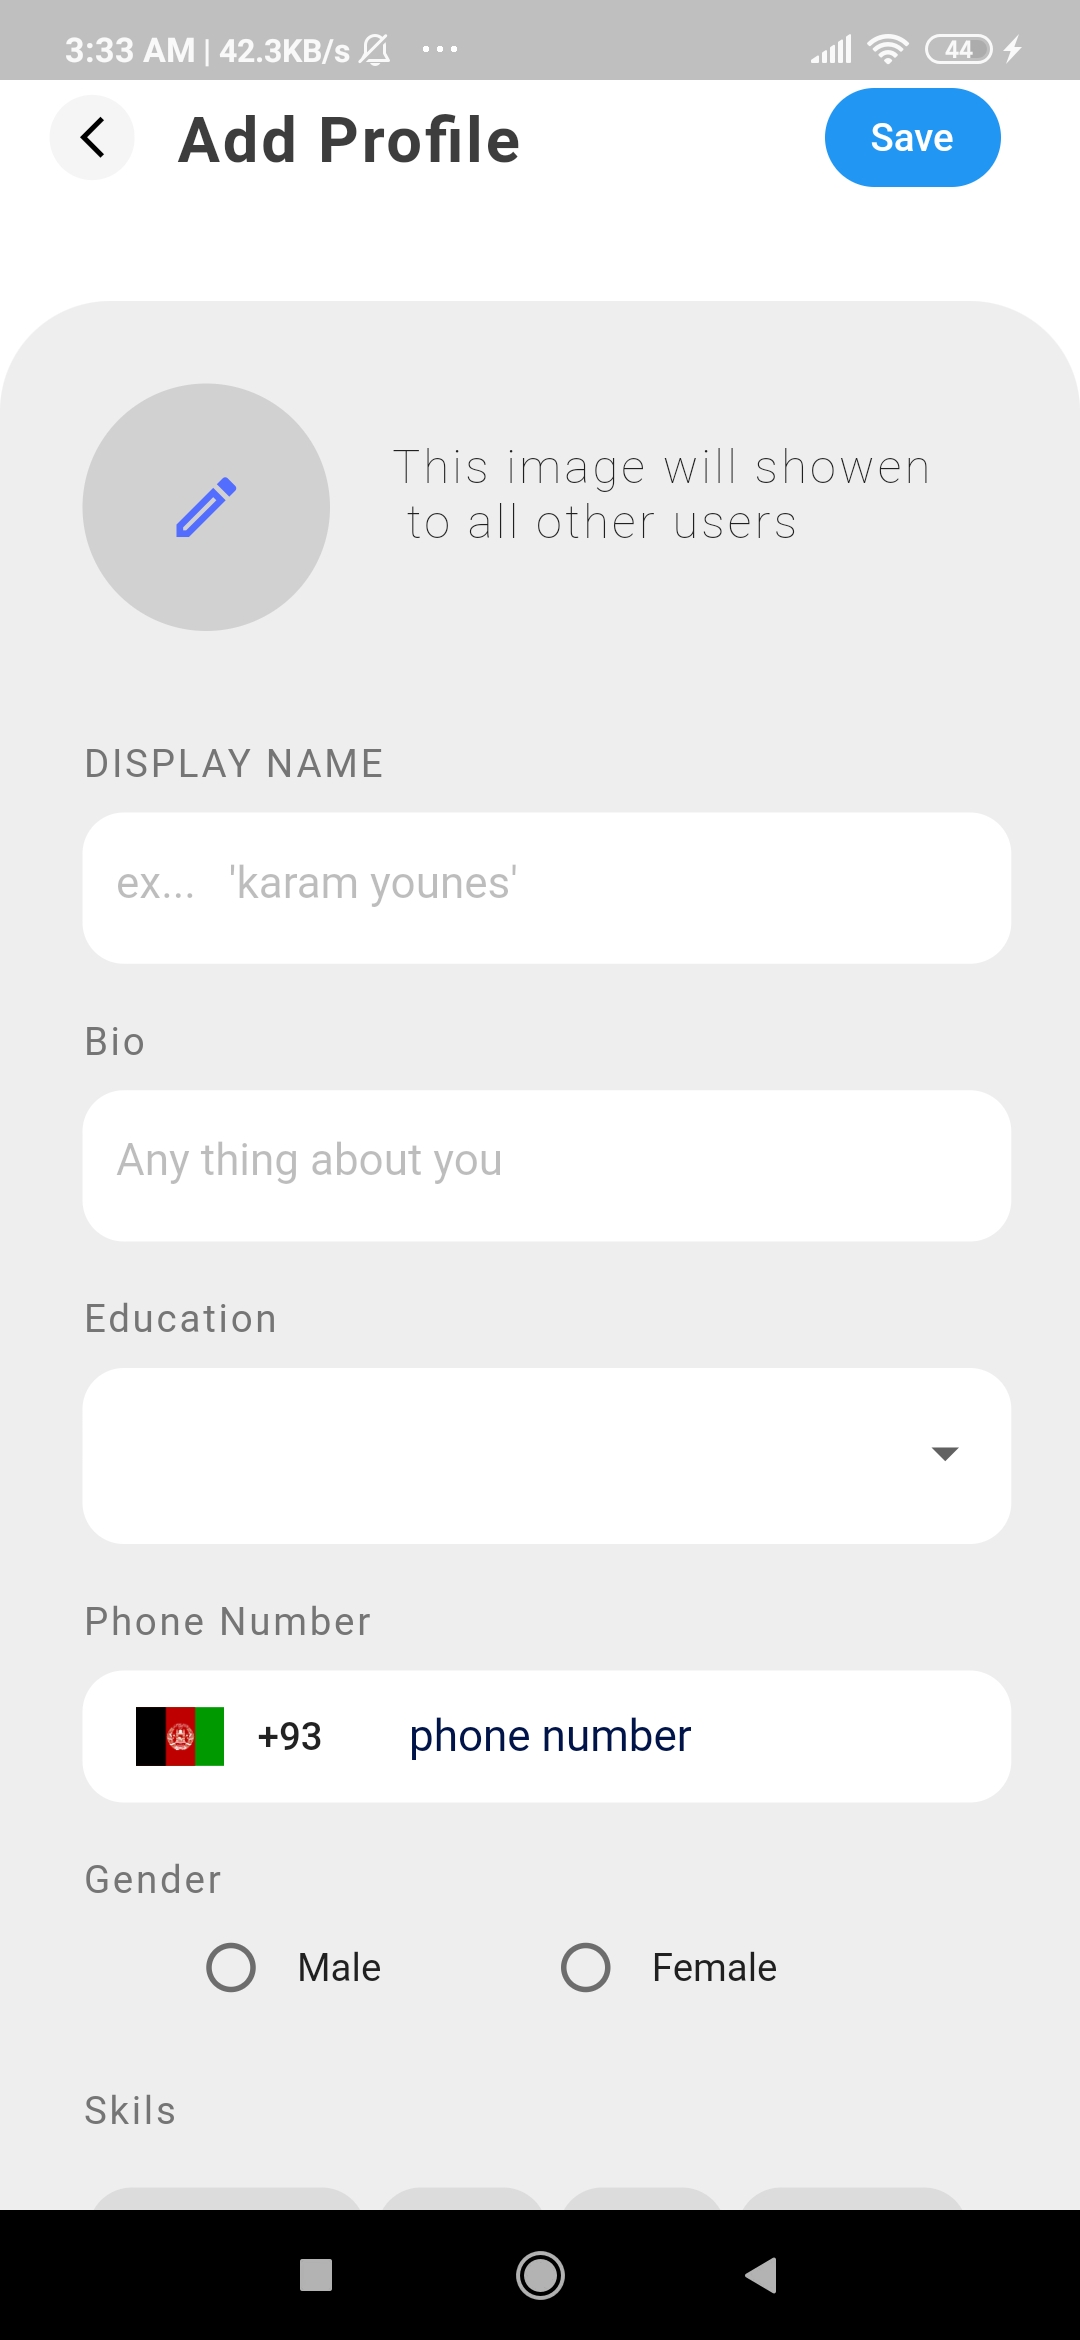 3:33 AM | 42.3KB/s ... 44
Add Profile
Save
This image will showen
to all other users
DISPLAY NAME
ex... 'karam younes'
Bio
Any thing about you
Education
Phone Number
+93 phone number
Gender
Male Female
Skils